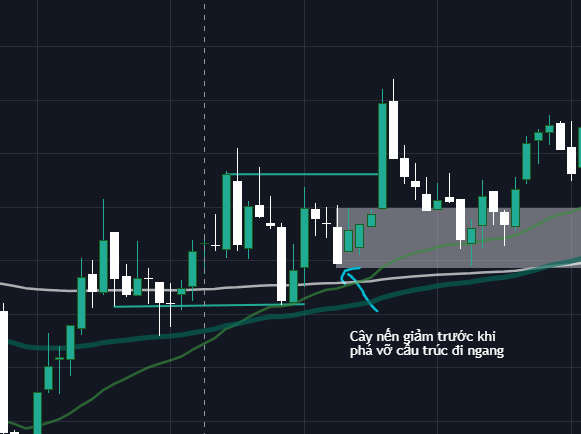 Cây nến giảm trước khi
phá vỡ cấu trúc đi ngang